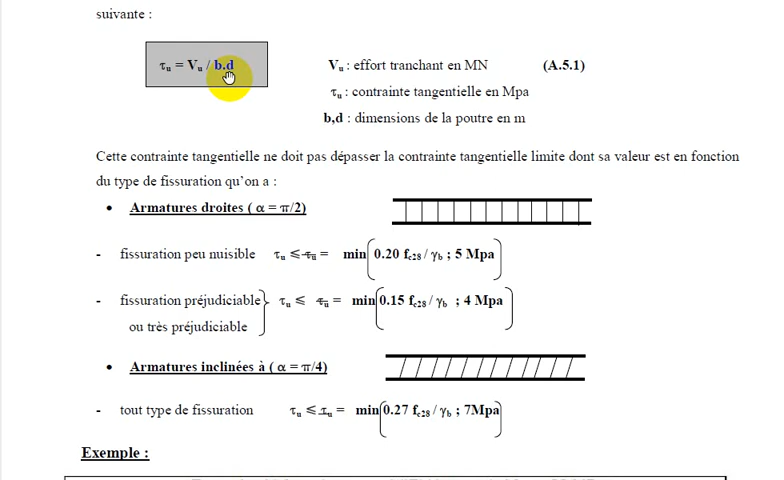 suivante :
τu = Vu / b.d Vu : effort tranchant en MN (A.5.1)
τu : contrainte tangentielle en Mpa
b,d : dimensions de la poutre en m
Cette contrainte tangentielle ne doit pas dépasser la contrainte tangentielle limite dont sa valeur est en fonction
du type de fissuration qu'on a :
• Armatures droites ( α = π/2)
- fissuration peu nuisible τu ≤ τu = min(0.20 fc28 / γb ; 5 Mpa)
- fissuration préjudiciable} τu ≤ τu = min(0.15 fc28 / γb ; 4 Mpa)
ou très préjudiciable
• Armatures inclinées à ( α = π/4)
- tout type de fissuration τu ≤ τu = min(0.27 fc28 / γb ; 7Mpa)
Exemple :